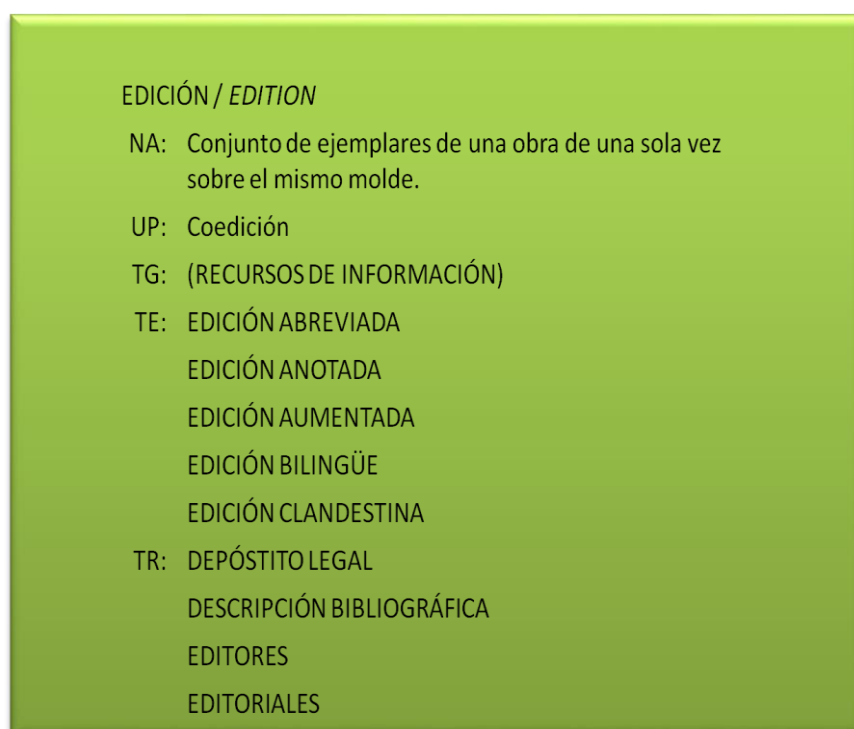 EDICIÓN / EDITION
NA: Conjunto de ejemplares de una obra de una sola vez
sobre el mismo molde.
UP: Coedición
TG: (RECURSOS DE INFORMACIÓN)
TE: EDICIÓN ABREVIADA
EDICIÓN ANOTADA
EDICIÓN AUMENTADA
EDICIÓN BILINGÜE
EDICIÓN CLANDESTINA
TR: DEPÓSTITO LEGAL
DESCRIPCIÓN BIBLIOGRÁFICA
EDITORES
EDITORIALES